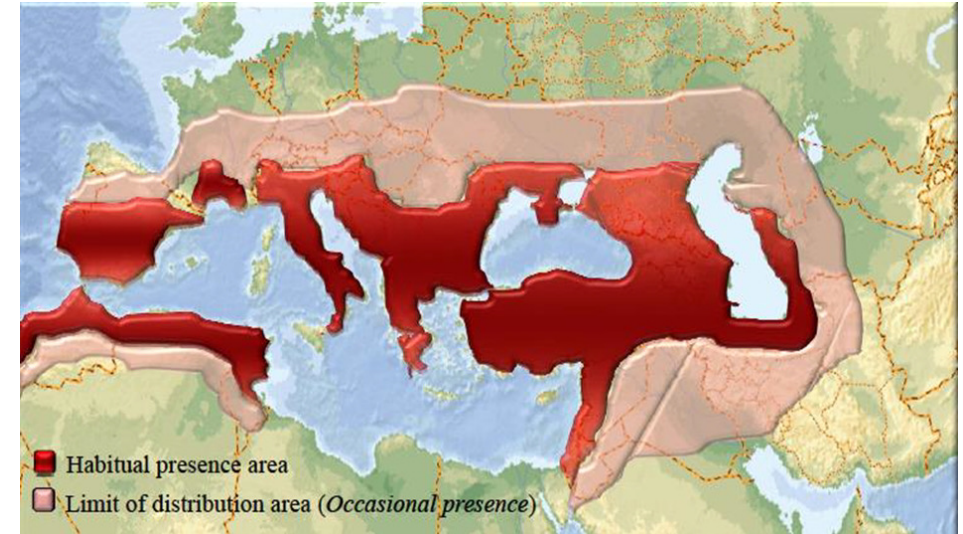 Habitual presence area
Limit of distribution area (Occasional presence)